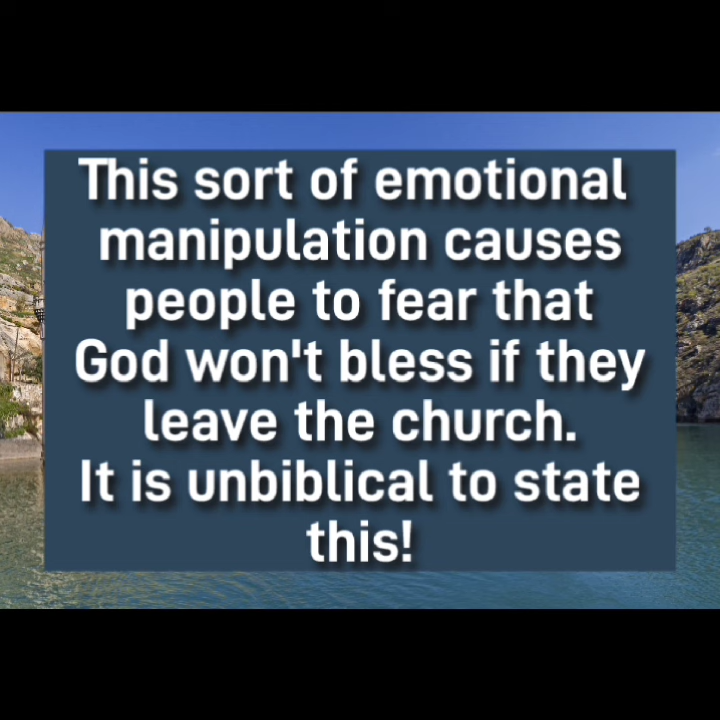 This sort of emotional
manipulation causes
people to fear that
God won't bless if they
leave the church.
It is unbiblical to state
this!